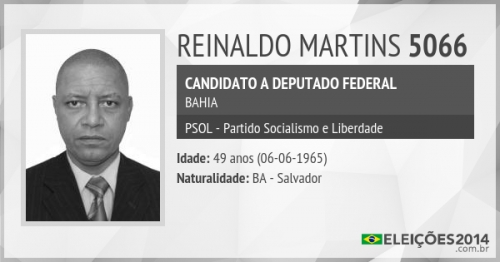 REINALDO MARTINS 5066
CANDIDATO A DEPUTADO FEDERAL
BAHIA
PSOL - Partido Socialismo e Liberdade
Idade: 49 anos (06-06-1965)
Naturalidade: BA - Salvador
ELEIÇÕES2014
.com.br